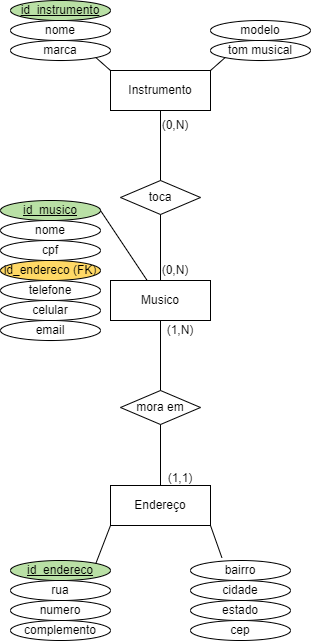 id_instrumento
nome
marca
modelo
tom musical
Instrumento
(0,N)
toca
(0,N)
id_musico
nome
cpf
id_endereco (FK)
telefone
celular
email
Musico
(1,N)
mora em
(1,1)
Endereço
id_endereco
rua
numero
complemento
bairro
cidade
estado
cep